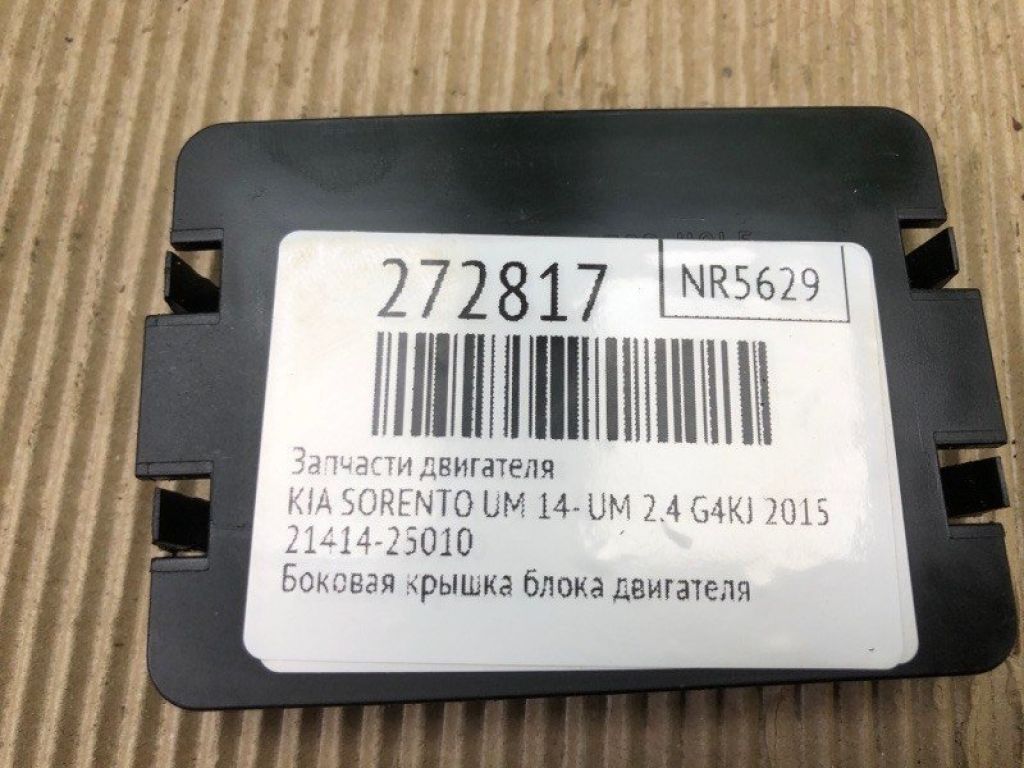 HOLE
272817
NR5629
Запчасти двигателя
KIA SORENTO UM 14- UM 2.4 G4KJ 2015
21414-25010
Боковая крышка блока двигателя